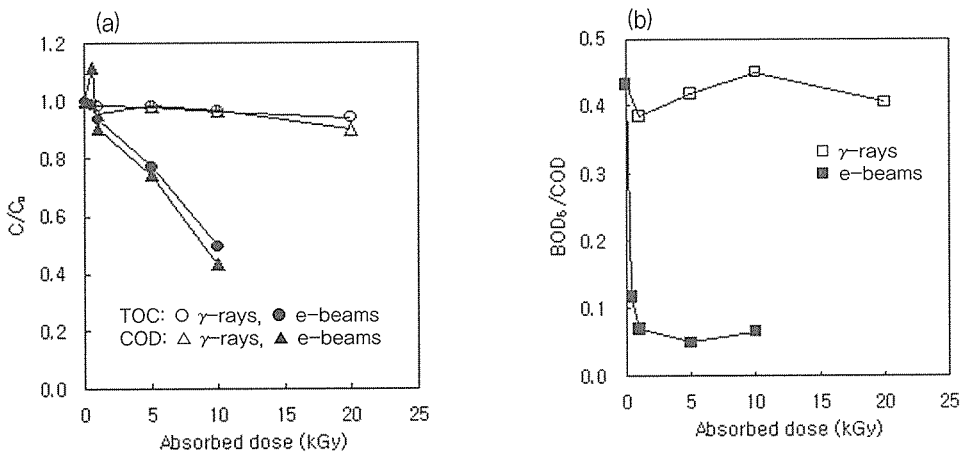 (a)
1.2
1.0
0.8
0.6
0.4
0.2
0.0
C/C₀
TOC: ○ γ-rays, ● e-beams
COD: △ γ-rays, ▲ e-beams
0 5 10 15 20 25
Absorbed dose (kGy)
(b)
0.5
0.4
0.3
0.2
0.1
0.0
BOD₅/COD
□ γ-rays
■ e-beams
0 5 10 15 20 25
Absorbed dose (kGy)